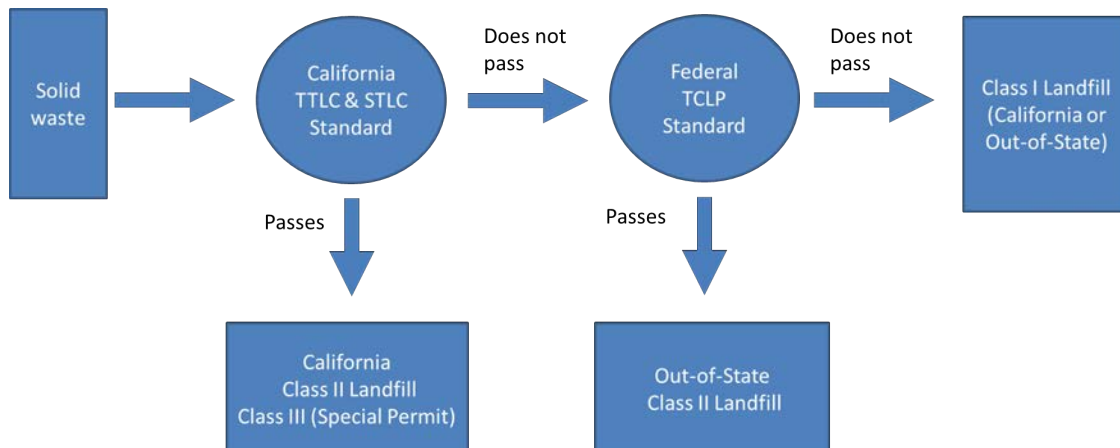 Solid
waste
California
TTLC & STLC
Standard
Does not
pass
Federal
TCLP
Standard
Does not
pass
Class I Landfill
(California or
Out-of-State)
Passes
Passes
California
Class II Landfill
Class III (Special Permit)
Out-of-State
Class II Landfill